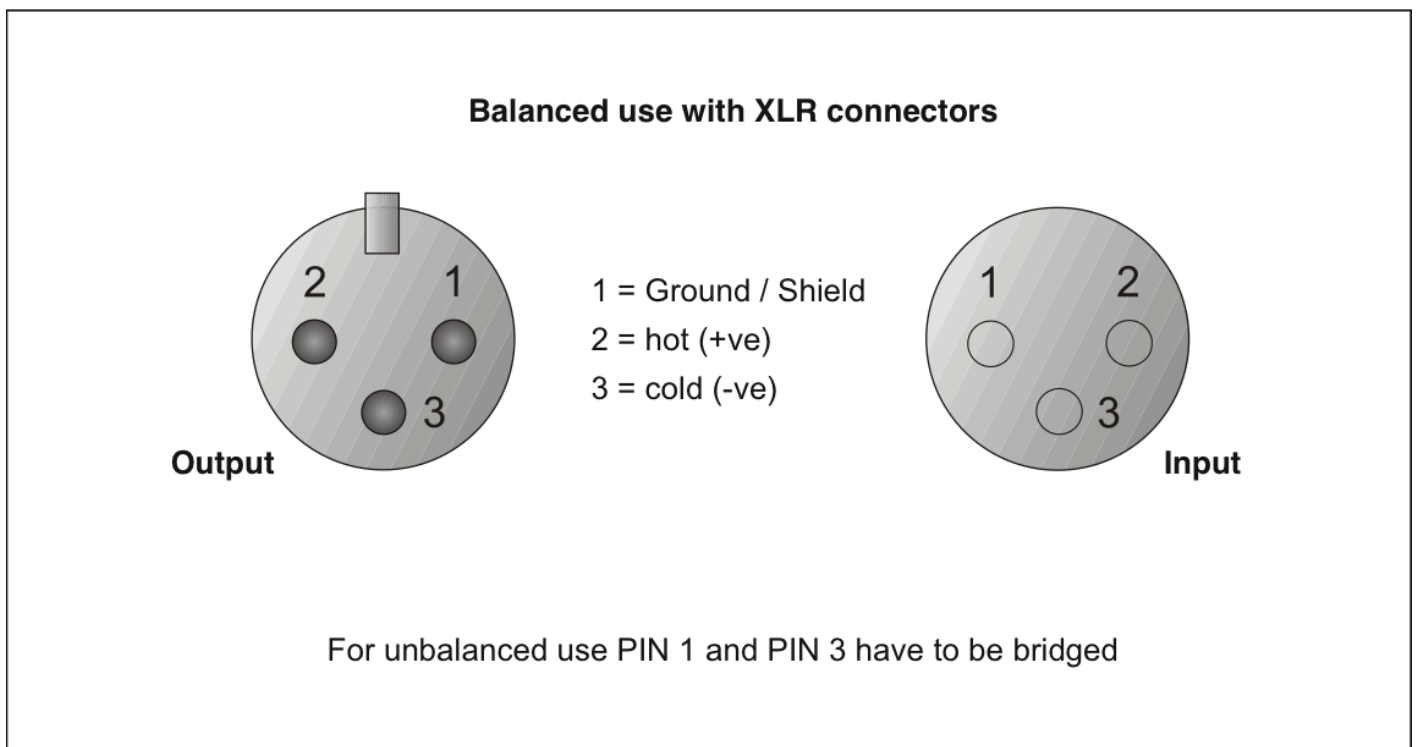 Balanced use with XLR connectors
2 1
3
Output
1 = Ground / Shield
2 = hot (+ve)
3 = cold (-ve)
1 2
3
Input
For unbalanced use PIN 1 and PIN 3 have to be bridged